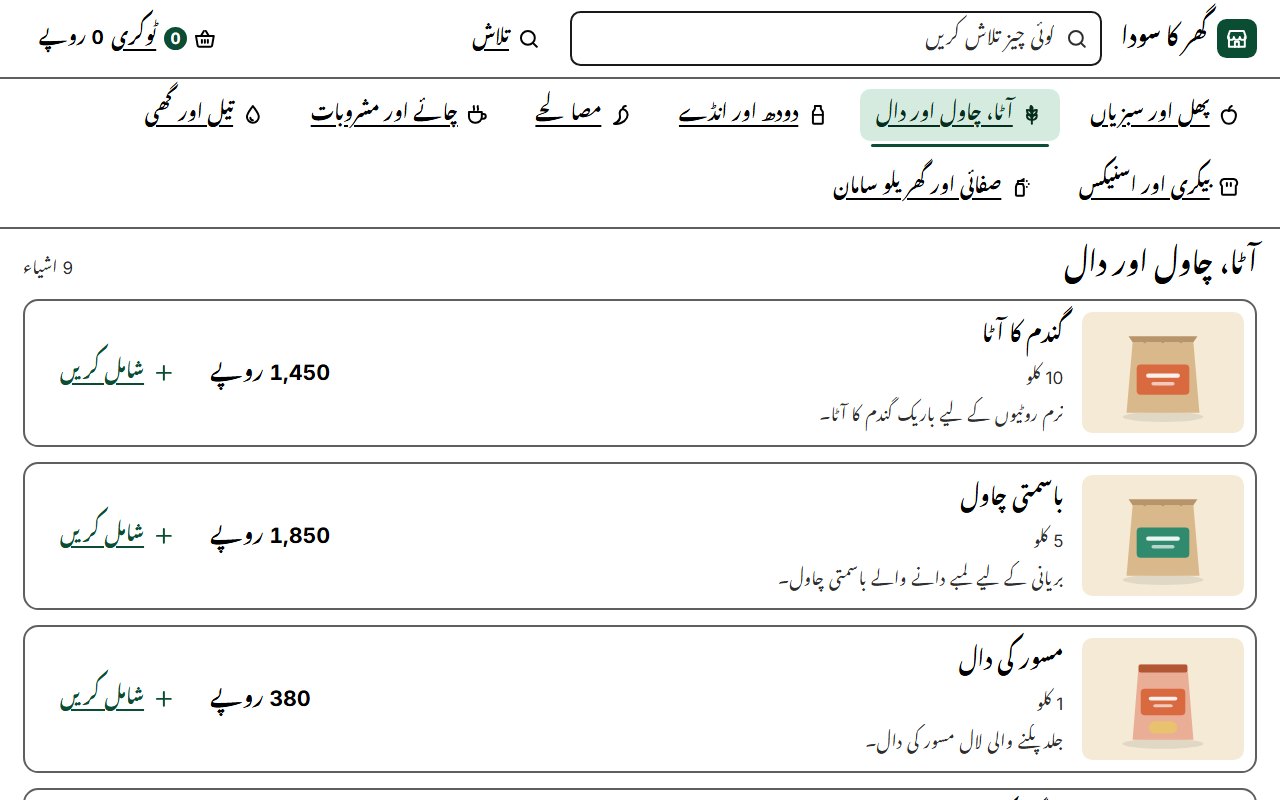 گھر کا سودا
کوئی چیز تلاش کریں
تلاش
ٹوکری 0 0 روپے
پھل اور سبزیاں
آٹا، چاول اور دال
دودھ اور انڈے
مصالحے
چائے اور مشروبات
تیل اور گھی
بیکری اور اسنیکس
صفائی اور گھریلو سامان
آٹا، چاول اور دال
9 اشیاء
گندم کا آٹا
10 کلو
نرم روٹیوں کے لیے باریک گندم کا آٹا۔
1,450 روپے
شامل کریں
باسمتی چاول
5 کلو
بریانی کے لیے لمبے دانے والے باسمتی چاول۔
1,850 روپے
شامل کریں
مسور کی دال
1 کلو
جلد پکنے والی لال مسور کی دال۔
380 روپے
شامل کریں